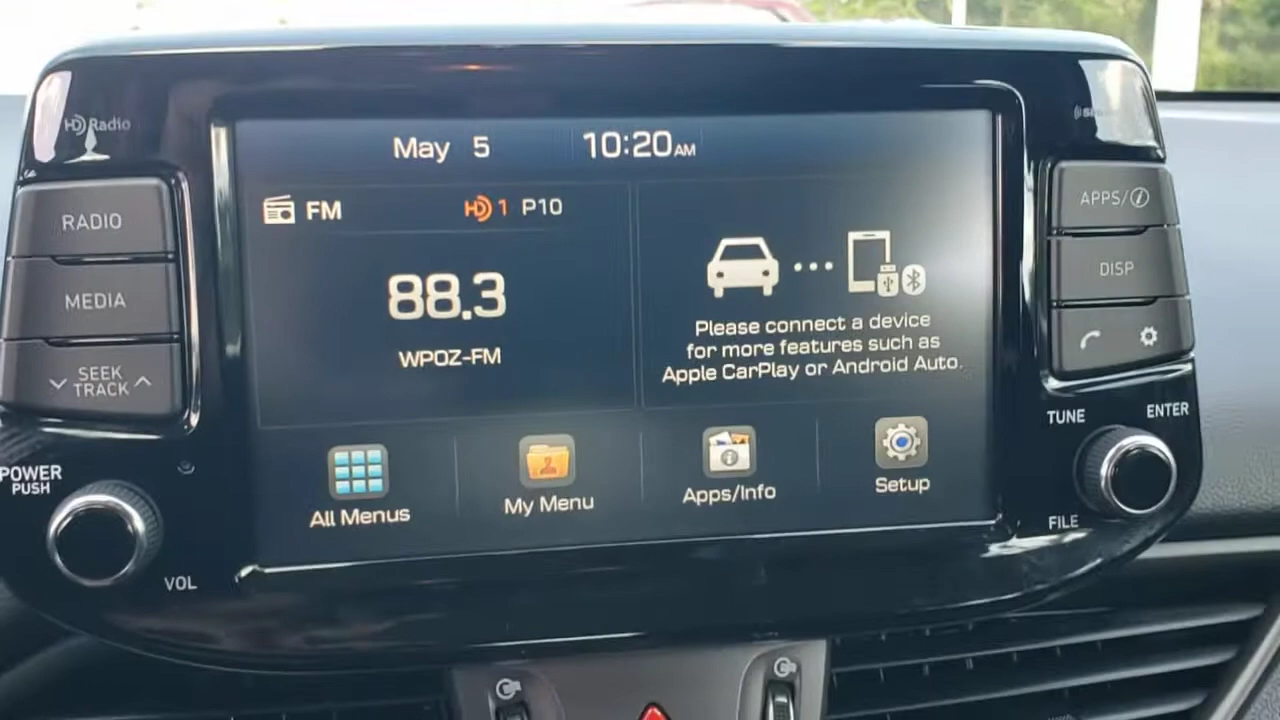 HD Radio
May 5 10:20 AM
RADIO
MEDIA
SEEK
TRACK
POWER
PUSH
VOL
FM HD 1 P10
88.3
WPOZ-FM
Please connect a device
for more features such as
Apple CarPlay or Android Auto.
All Menus
My Menu
Apps/Info
Setup
APPS/i
DISP
TUNE
ENTER
FILE